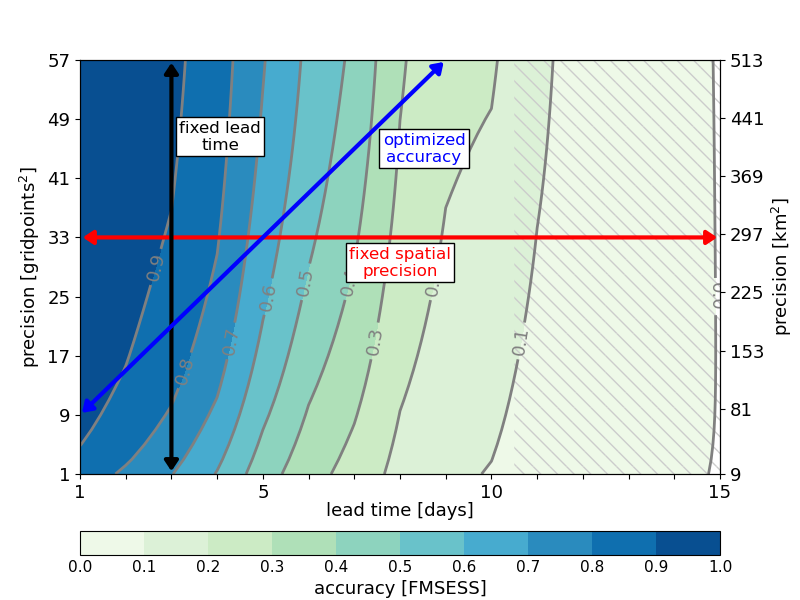 57
49
41
33
25
17
9
1
precision [gridpoints²]
513
441
369
297
225
153
81
9
precision [km²]
fixed lead
time
optimized
accuracy
fixed spatial
precision
0.9
0.8
0.7
0.6
0.5
0.3
0.1
0.0
1
5
10
15
lead time [days]
0.0 0.1 0.2 0.3 0.4 0.5 0.6 0.7 0.8 0.9 1.0
accuracy [FMSESS]